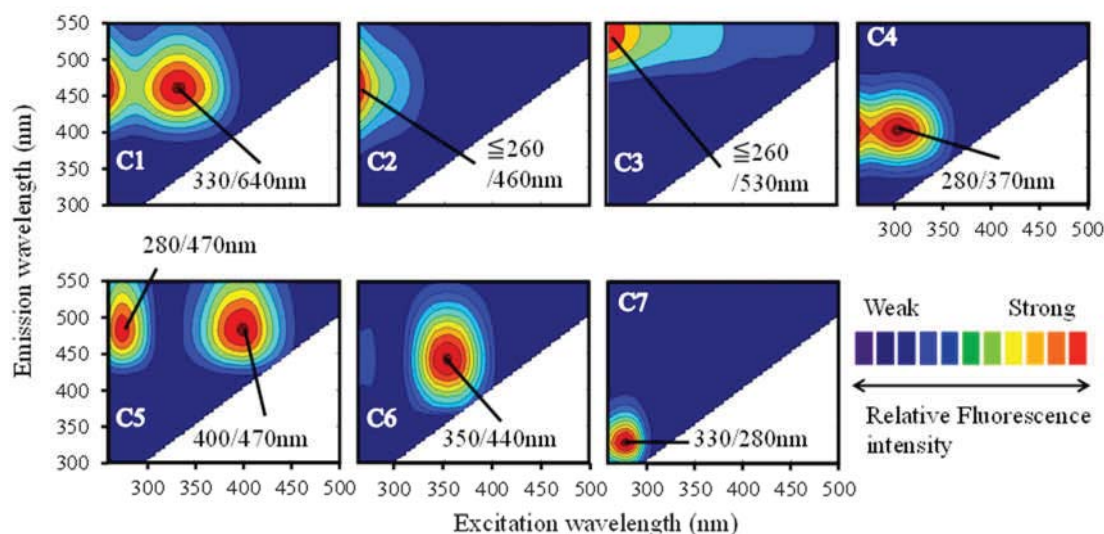 Emission wavelength (nm)
550
500
450
400
350
300
C1
330/640nm
C2
≦260
/460nm
C3
≦260
/530nm
C4
280/370nm
300 350 400 450 500
280/470nm
550
500
450
400
350
300
C5
400/470nm
C6
350/440nm
C7
330/280nm
300 350 400 450 500
300 350 400 450 500
300 350 400 450 500
Excitation wavelength (nm)
Weak Strong
Relative Fluorescence
intensity